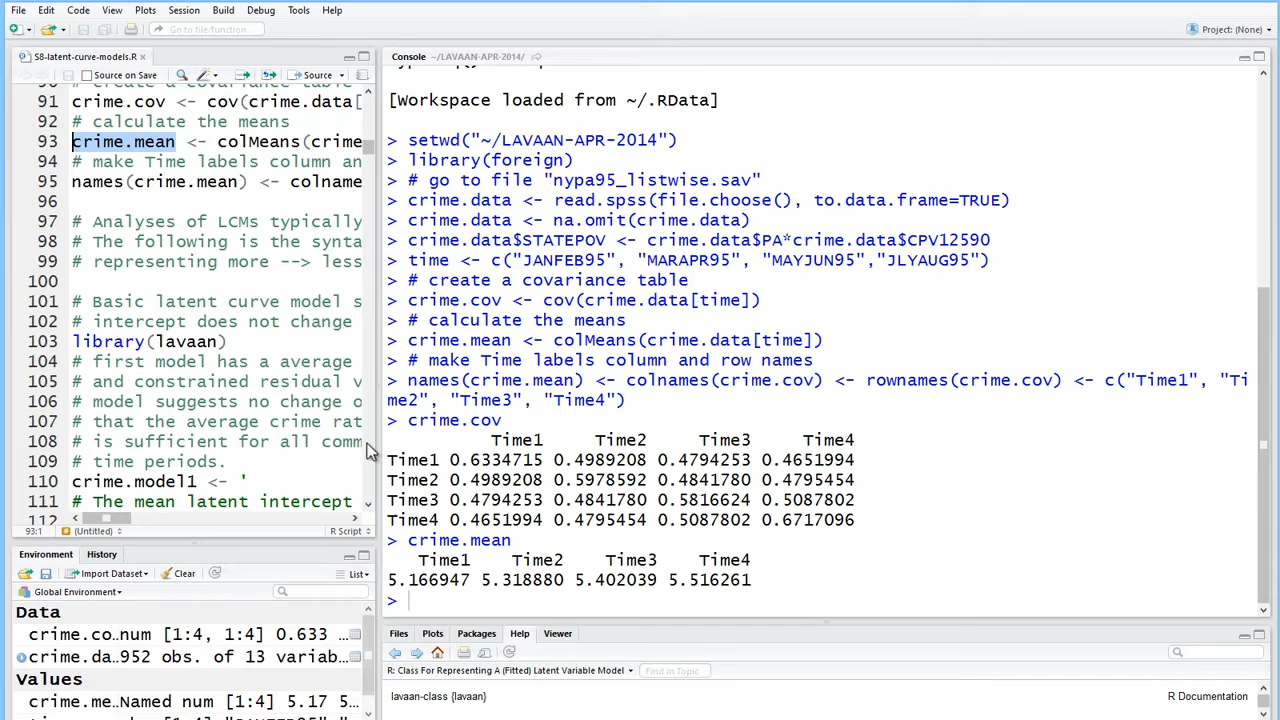 File Edit Code View Plots Session Build Debug Tools Help
Go to file/function
Project: (None)
S8-latent-curve-models.R
Source on Save
Source
91 crime.cov <- cov(crime.data[
92 # calculate the means
93 crime.mean <- colMeans(crime
94 # make Time labels column an
95 names(crime.mean) <- colname
96
97 # Analyses of LCMs typically
98 # The following is the synta
99 # representing more --> less
100
101 # Basic latent curve model s
102 # intercept does not change
103 library(lavaan)
104 # first model has a average
105 # and constrained residual v
106 # model suggests no change o
107 # that the average crime rat
108 # is sufficient for all comm
109 # time periods.
110 crime.model1 <- '
111 # The mean latent intercept
112
93:1 (Untitled) R Script
Environment History
Import Dataset Clear List
Global Environment
Data
crime.co..num [1:4, 1:4] 0.633 ...
crime.da..952 obs. of 13 variab...
Values
crime.me..Named num [1:4] 5.17 5...
Console ~/LAVAAN-APR-2014/
[Workspace loaded from ~/.RData]
> setwd("~/LAVAAN-APR-2014")
> library(foreign)
> # go to file "nypa95_listwise.sav"
> crime.data <- read.spss(file.choose(), to.data.frame=TRUE)
> crime.data <- na.omit(crime.data)
> crime.data$STATEPOV <- crime.data$PA*crime.data$CPV12590
> time <- c("JANFEB95", "MARAPR95", "MAYJUN95","JLYAUG95")
> # create a covariance table
> crime.cov <- cov(crime.data[time])
> # calculate the means
> crime.mean <- colMeans(crime.data[time])
> # make Time labels column and row names
> names(crime.mean) <- colnames(crime.cov) <- rownames(crime.cov) <- c("Time1", "Ti
me2", "Time3", "Time4")
> crime.cov
Time1 Time2 Time3 Time4
Time1 0.6334715 0.4989208 0.4794253 0.4651994
Time2 0.4989208 0.5978592 0.4841780 0.4795454
Time3 0.4794253 0.4841780 0.5816624 0.5087802
Time4 0.4651994 0.4795454 0.5087802 0.6717096
> crime.mean
Time1 Time2 Time3 Time4
5.166947 5.318880 5.402039 5.516261
>
Files Plots Packages Help Viewer
R: Class For Representing A (Fitted) Latent Variable Model Find in Topic
lavaan-class {lavaan} R Documentation